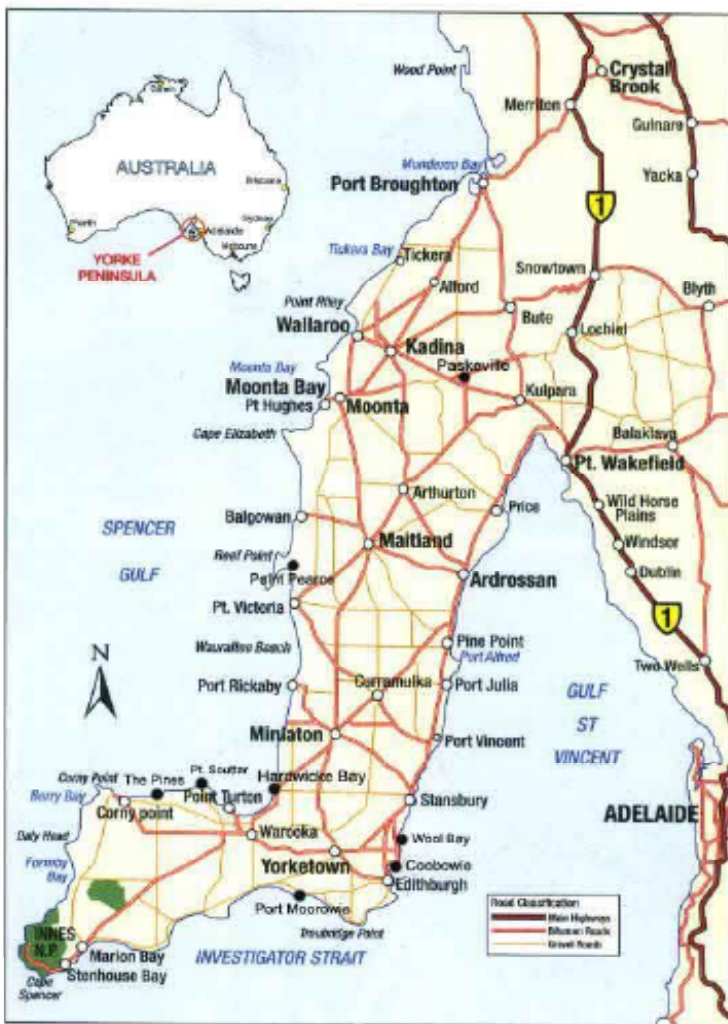 Wood Point
Crystal
Brook
Merriton
Gulnare
Mundoroo Bay
Yacka
Port Broughton
1
AUSTRALIA
Brisbane
Perth
Sydney
Adelaide
YORKE
PENINSULA
Tickera Bay
Tickera
Snowtown
Alford
Blyth
Point Riley
Bute
Wallaroo
Lochiel
Kadina
Paskeville
Moonta Bay
Moonta Bay
Kulpara
Pt Hughes
Moonta
Cape Elizabeth
Balaklava
Pt. Wakefield
Arthurton
Price
Wild Horse
Plains
Balgowan
SPENCER
GULF
Maitland
Windsor
Reef Point
Point Pearce
Dublin
Ardrossan
Pt. Victoria
1
Pine Point
Wauraltee Beach
Port Alfred
Two Wells
N
Port Rickaby
Curramulka
Port Julia
GULF
ST
VINCENT
Minlaton
Port Vincent
Corny Point
The Pines
Pt. Soutter
Hardwicke Bay
Berry Bay
Point Turton
Corny point
Stansbury
ADELAIDE
Daly Head
Warooka
Wool Bay
Formby
Bay
Yorketown
Coobowie
Edithburgh
Port Moorowie
Troubridge Point
Road Classification
Main Highways
Bitumen Roads
Gravel Roads
INNES
N.P.
Marion Bay
INVESTIGATOR STRAIT
Stenhouse Bay
Cape
Spencer